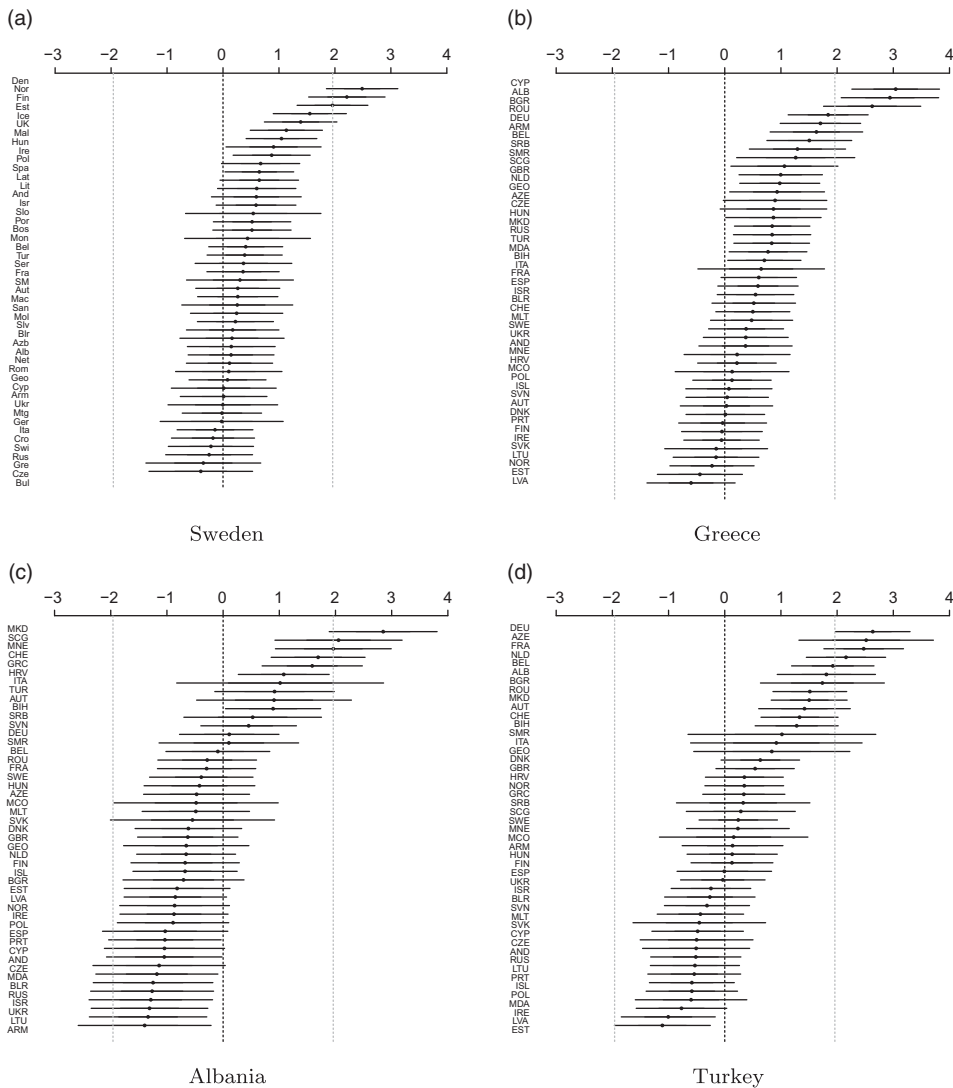 (a)
−3 −2 −1 0 1 2 3 4
Den
Nor
Fin
Est
Ice
UK
Mal
Hun
Ire
Pol
Spa
Lat
Lit
And
Isr
Slo
Por
Bos
Mon
Bel
Tur
Ser
Fra
SM
Aut
Mac
San
Mol
Slv
Blr
Azb
Alb
Net
Rom
Geo
Cyp
Arm
Ukr
Mtg
Ger
Ita
Cro
Swi
Rus
Gre
Cze
Bul
Sweden
(b)
−3 −2 −1 0 1 2 3 4
CYP
ALB
BGR
ROU
DEU
ARM
BEL
SRB
SMR
SCG
GBR
NLD
GEO
AZE
CZE
HUN
MKD
RUS
TUR
MDA
BIH
ITA
FRA
ESP
ISR
BLR
CHE
MLT
SWE
UKR
AND
MNE
HRV
MCO
POL
ISL
SVN
AUT
DNK
PRT
FIN
IRE
SVK
LTU
NOR
EST
LVA
Greece
(c)
−3 −2 −1 0 1 2 3 4
MKD
SCG
MNE
CHE
GRC
HRV
ITA
TUR
AUT
BIH
SRB
SVN
DEU
SMR
BEL
ROU
FRA
SWE
HUN
AZE
MCO
MLT
SVK
DNK
GBR
GEO
NLD
FIN
ISL
BGR
EST
LVA
NOR
IRE
POL
ESP
PRT
CYP
AND
CZE
MDA
BLR
RUS
ISR
UKR
LTU
ARM
Albania
(d)
−3 −2 −1 0 1 2 3 4
DEU
AZE
FRA
NLD
BEL
ALB
BGR
ROU
MKD
AUT
CHE
BIH
SMR
ITA
GEO
DNK
GBR
HRV
NOR
GRC
SRB
SCG
SWE
MNE
MCO
ARM
HUN
FIN
ESP
UKR
ISR
BLR
SVN
MLT
SVK
CYP
CZE
AND
RUS
LTU
PRT
ISL
POL
MDA
IRE
LVA
EST
Turkey